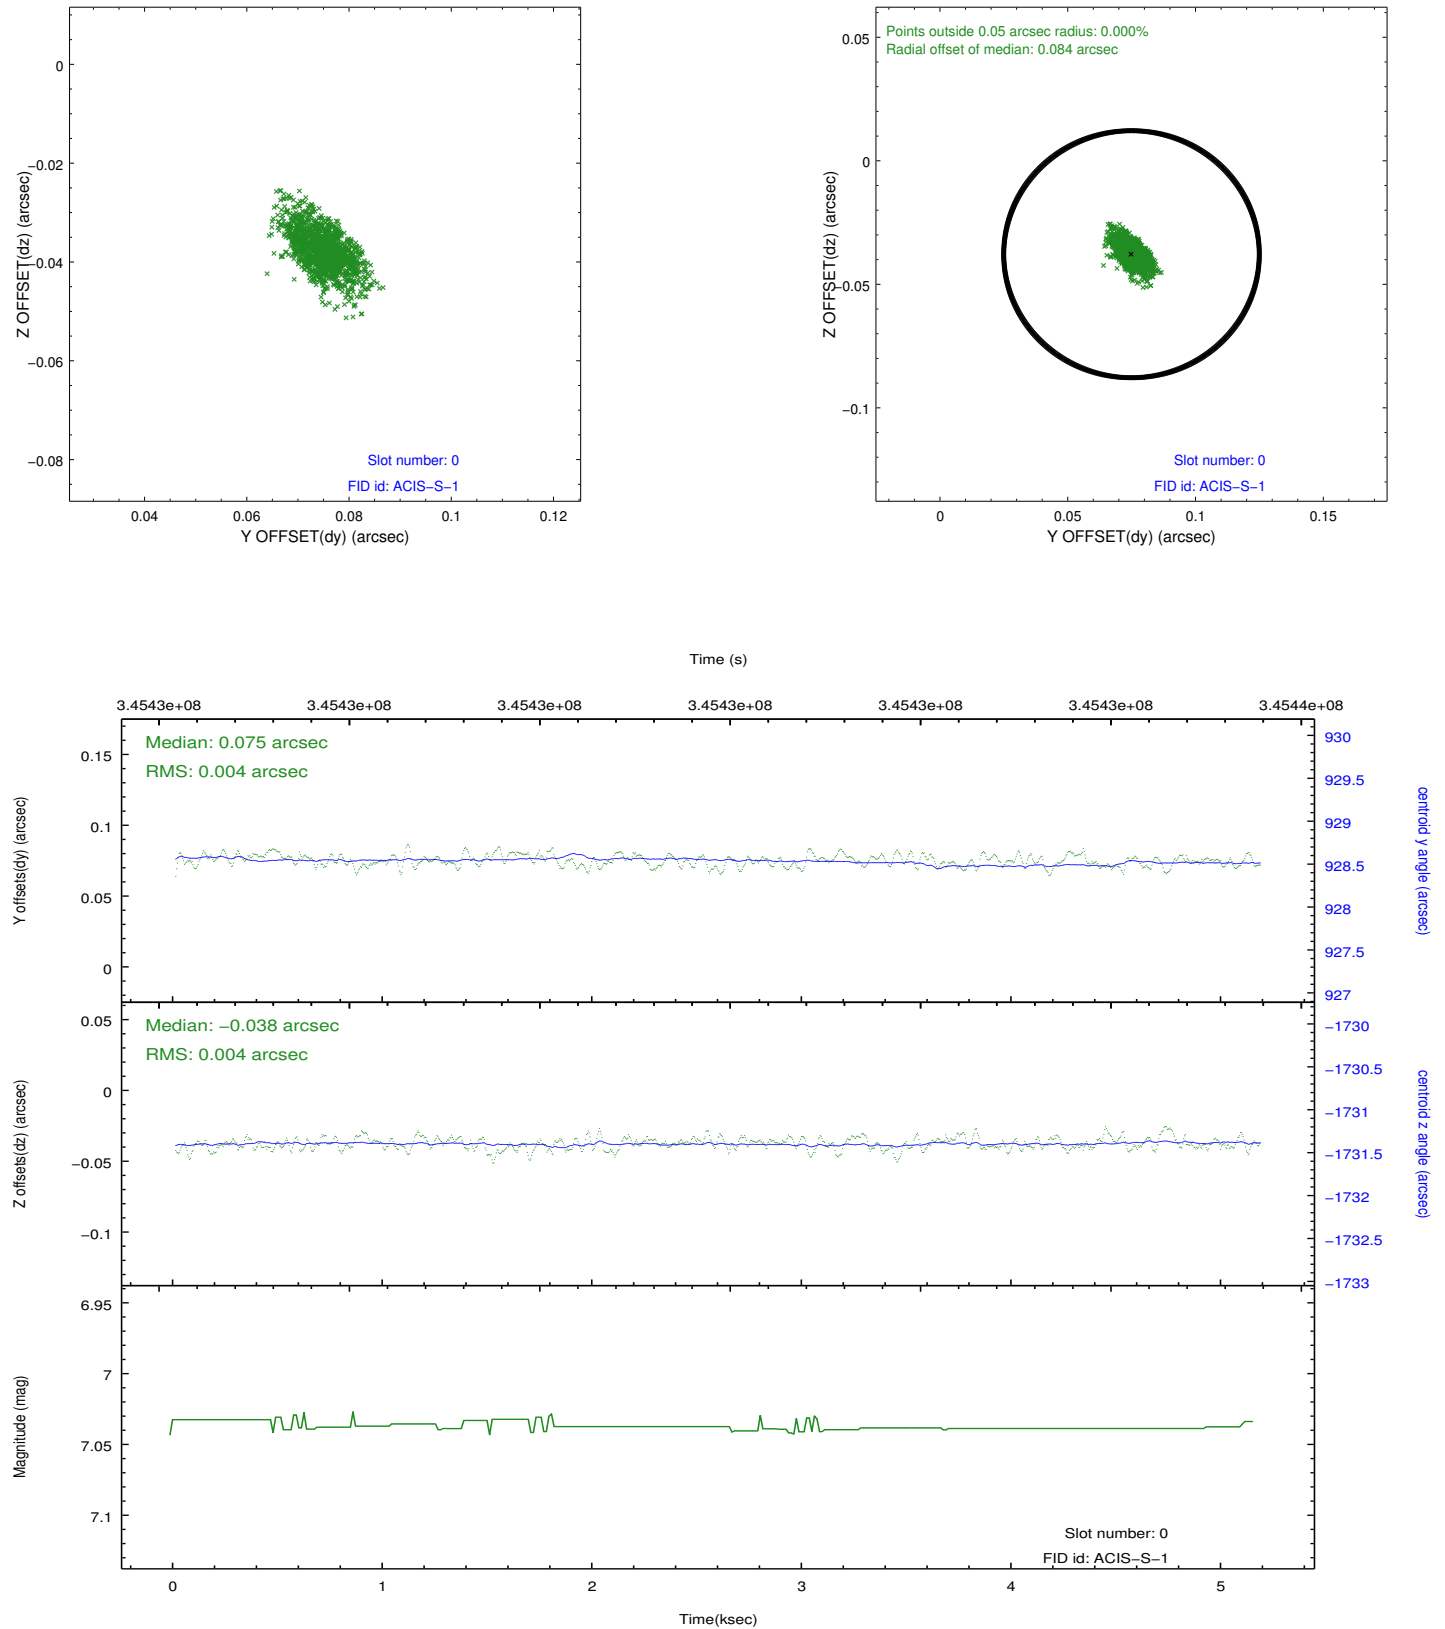 0
−0.02
−0.04
−0.06
−0.08
Z OFFSET(dz) (arcsec)
Slot number: 0
FID id: ACIS−S−1
0.04 0.06 0.08 0.1 0.12
Y OFFSET(dy) (arcsec)
Points outside 0.05 arcsec radius: 0.000%
Radial offset of median: 0.084 arcsec
0.05
0
−0.05
−0.1
Z OFFSET(dz) (arcsec)
Slot number: 0
FID id: ACIS−S−1
0 0.05 0.1 0.15
Y OFFSET(dy) (arcsec)
Time (s)
3.4543e+08 3.4543e+08 3.4543e+08 3.4543e+08 3.4543e+08 3.4543e+08 3.4544e+08
Median: 0.075 arcsec
RMS: 0.004 arcsec
0.15
0.1
0.05
0
Y offsets(dy) (arcsec)
930
929.5
929
928.5
928
927.5
927
centroid y angle (arcsec)
Median: −0.038 arcsec
RMS: 0.004 arcsec
0.05
0
−0.05
−0.1
Z offsets(dz) (arcsec)
−1730
−1730.5
−1731
−1731.5
−1732
−1732.5
−1733
centroid z angle (arcsec)
6.95
7
7.05
7.1
Magnitude (mag)
Slot number: 0
FID id: ACIS−S−1
0 1 2 3 4 5
Time(ksec)